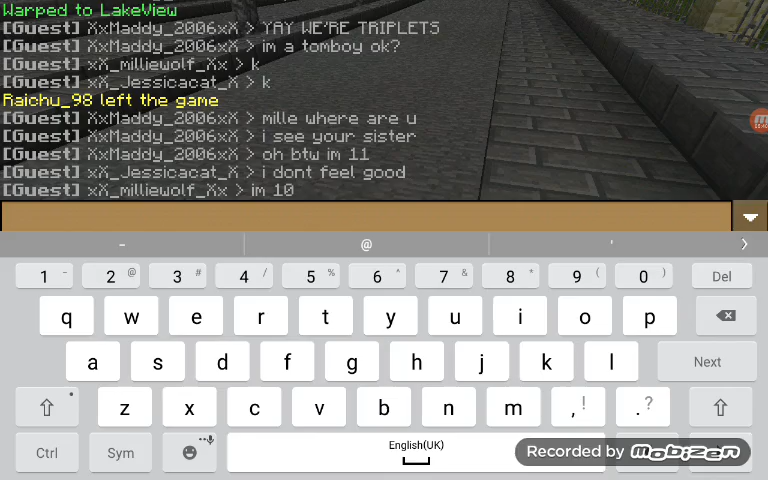 Warped to LakeView
[Guest] XxMaddy_2006xX > YAY WE'RE TRIPLETS
[Guest] XxMaddy_2006xX > im a tomboy ok?
[Guest] xX_milliewolf_Xx > k
[Guest] xX_Jessicacat_X > k
Raichu_98 left the game
[Guest] XxMaddy_2006xX > mille where are u
[Guest] XxMaddy_2006xX > i see your sister
[Guest] XxMaddy_2006xX > oh btw im 11
[Guest] xX_Jessicacat_X > i dont feel good
[Guest] xX_milliewolf_Xx > im 10
- @ ' >
1 - 2 @ 3 # 4 / 5 % 6 ^ 7 & 8 * 9 ( 0 ) Del
q w e r t y u i o p
a s d f g h j k l Next
z x c v b n m , ! . ?
Ctrl Sym English(UK)
Recorded by mobizen